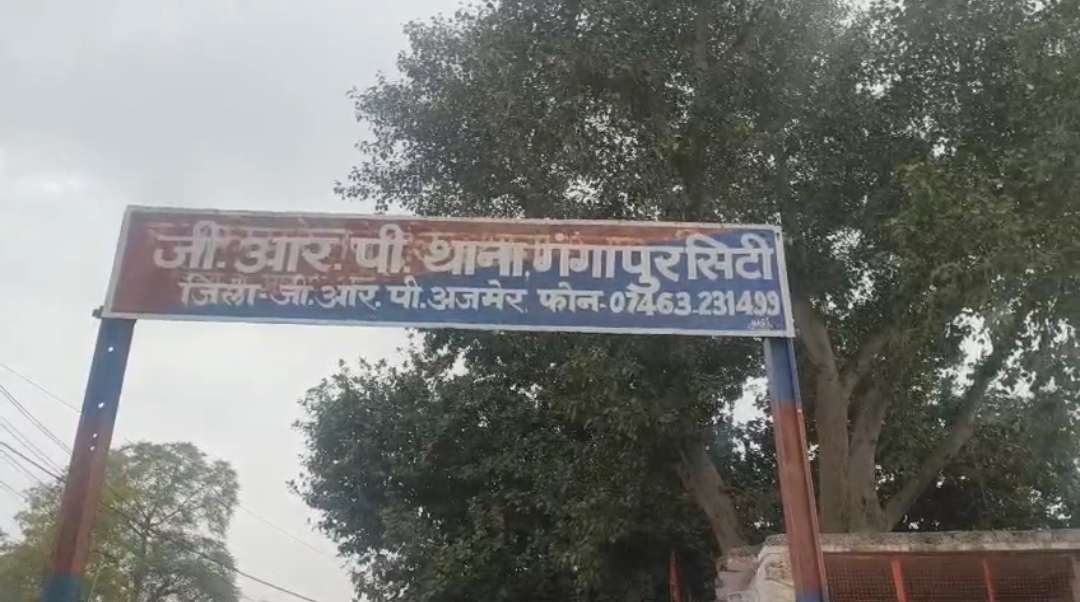 जी. आर. पी. थाना, गंगापुर सिटी
जिला-जी. आर. पी. अजमेर, फोन-07463-231499